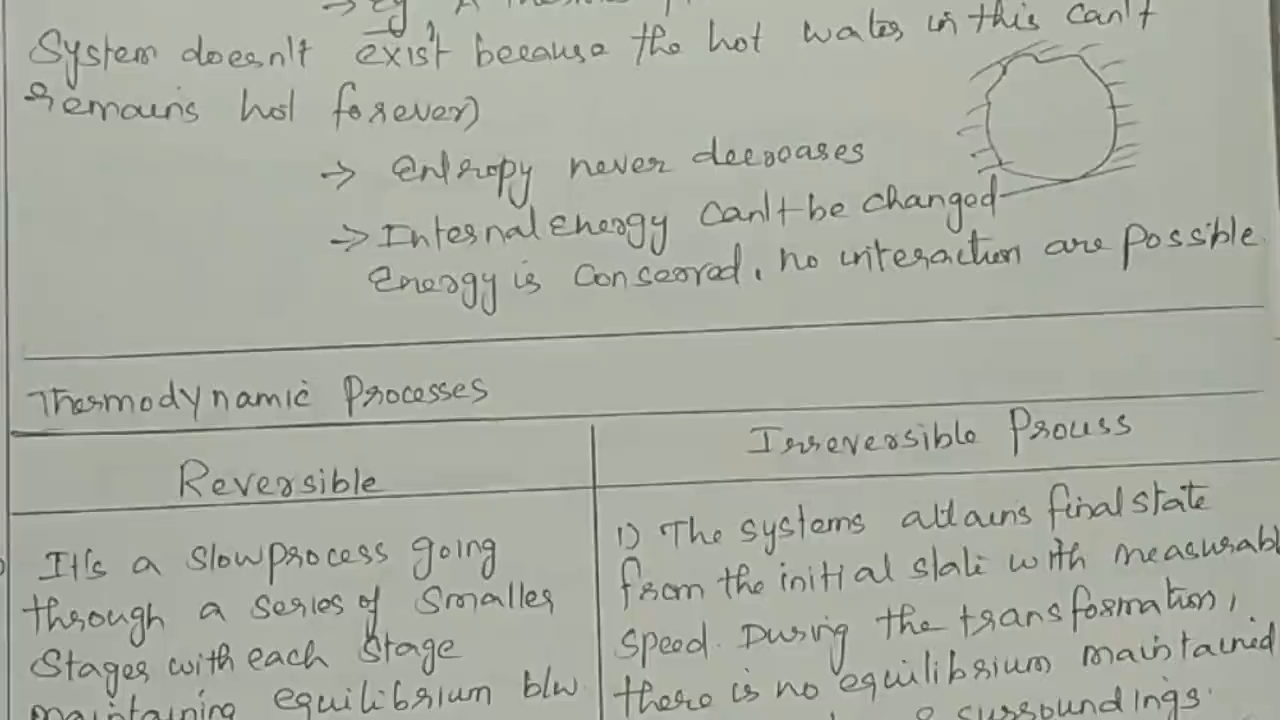 → eg, A
System doesn't exist because the hot water in this can't
remains hot forever)
→ Entropy never decreases
→ Internal Energy can't be changed
Energy is conserved, no interaction are possible
Thermodynamic Processes
Reversible
Irreversible Process
It's a slow process going
through a series of smaller
stages with each stage
maintaining equilibrium b/w
1) The systems attains final state
from the initial state with measurabl
speed. During the transformation,
there is no equilibrium maintained
surroundings.